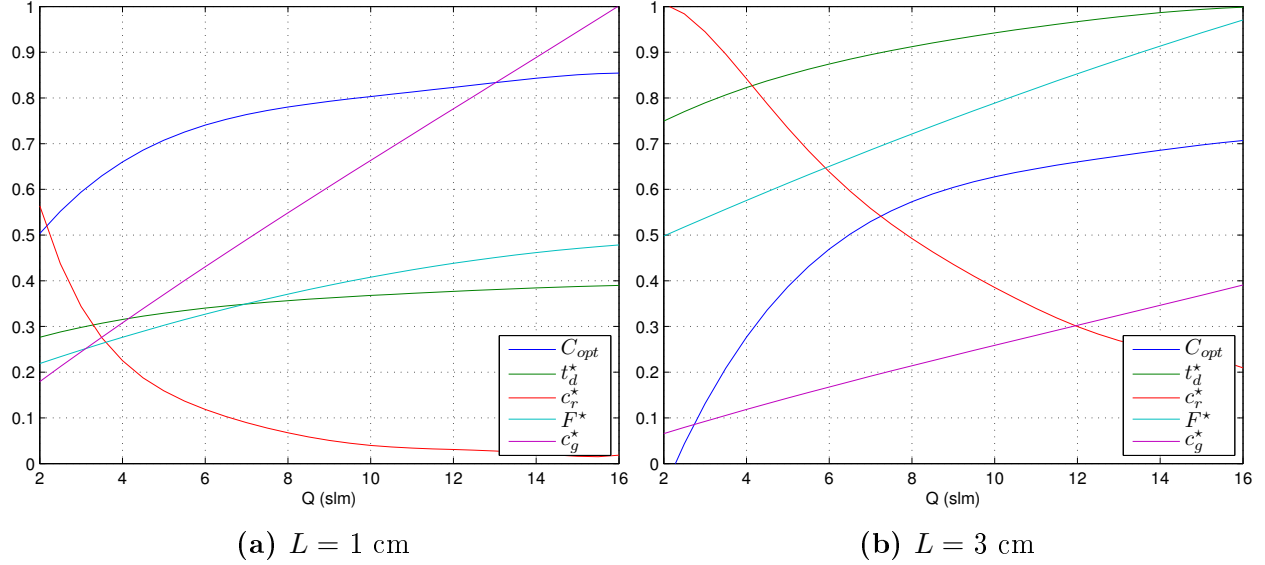 1
0.9
0.8
0.7
0.6
0.5
0.4
0.3
0.2
0.1
0
2 4 6 8 10 12 14 16
Q (slm)
C_opt
t_d^⋆
c_r^⋆
F^⋆
c_g^⋆
(a) L = 1 cm
1
0.9
0.8
0.7
0.6
0.5
0.4
0.3
0.2
0.1
0
2 4 6 8 10 12 14 16
Q (slm)
C_opt
t_d^⋆
c_r^⋆
F^⋆
c_g^⋆
(b) L = 3 cm